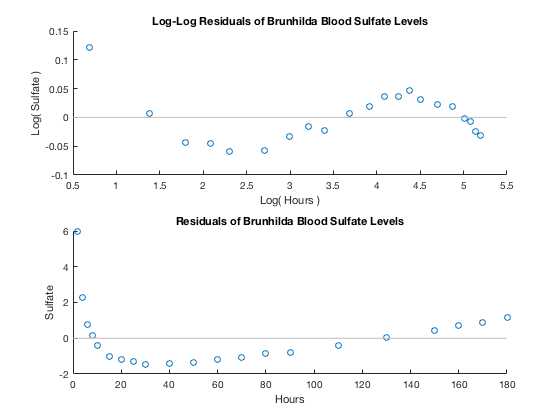 Log-Log Residuals of Brunhilda Blood Sulfate Levels
0.15
0.1
0.05
0
-0.05
-0.1
Log( Sulfate )
0.5 1 1.5 2 2.5 3 3.5 4 4.5 5 5.5
Log( Hours )
Residuals of Brunhilda Blood Sulfate Levels
6
4
2
0
-2
Sulfate
0 20 40 60 80 100 120 140 160 180
Hours